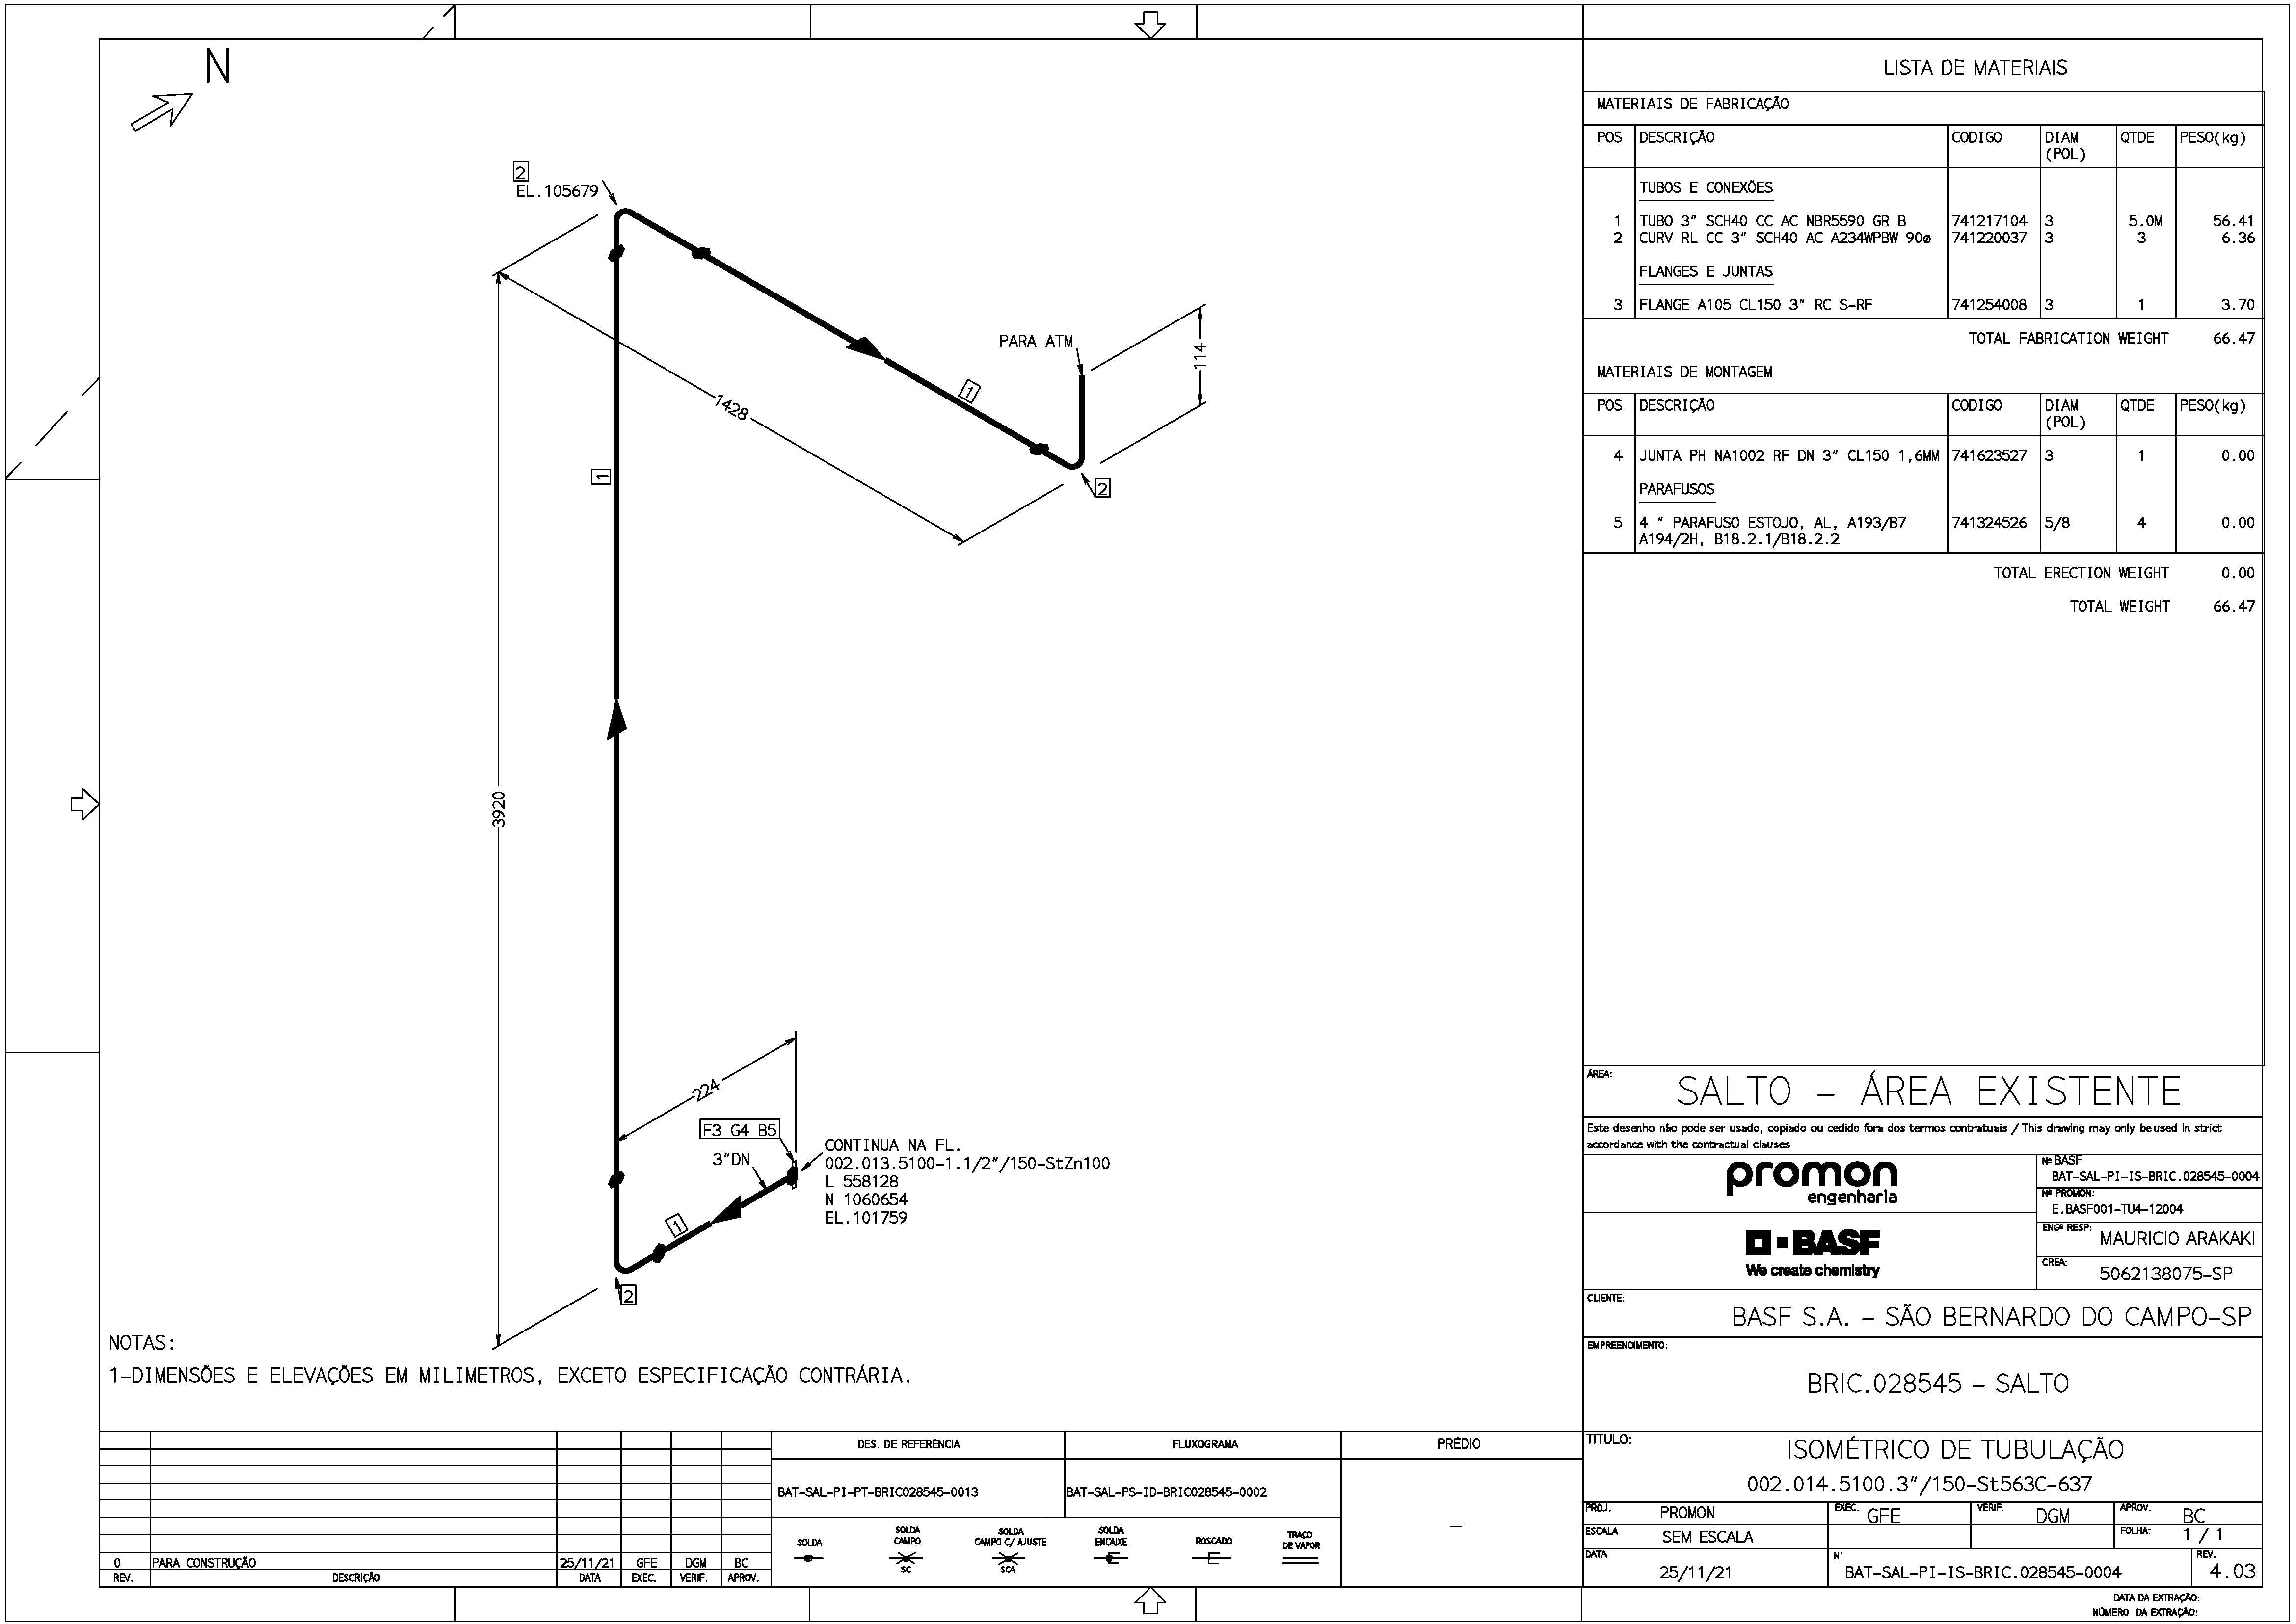 N
2
EL.105679
PARA ATM
114
1428
1
1
2
3920
224
F3 G4 B5
3"DN
CONTINUA NA FL.
002.013.5100-1.1/2"/150-StZn100
L 558128
N 1060654
EL.101759
1
2
NOTAS:
1-DIMENSÕES E ELEVAÇÕES EM MILIMETROS, EXCETO ESPECIFICAÇÃO CONTRÁRIA.
LISTA DE MATERIAIS
MATERIAIS DE FABRICAÇÃO
POS DESCRIÇÃO CODIGO DIAM QTDE PESO(kg)
(POL)
TUBOS E CONEXÕES
1 TUBO 3" SCH40 CC AC NBR5590 GR B 741217104 3 5.0M 56.41
2 CURV RL CC 3" SCH40 AC A234WPBW 90ø 741220037 3 3 6.36
FLANGES E JUNTAS
3 FLANGE A105 CL150 3" RC S-RF 741254008 3 1 3.70
TOTAL FABRICATION WEIGHT 66.47
MATERIAIS DE MONTAGEM
POS DESCRIÇÃO CODIGO DIAM QTDE PESO(kg)
(POL)
4 JUNTA PH NA1002 RF DN 3" CL150 1,6MM 741623527 3 1 0.00
PARAFUSOS
5 4 " PARAFUSO ESTOJO, AL, A193/B7 741324526 5/8 4 0.00
A194/2H, B18.2.1/B18.2.2
TOTAL ERECTION WEIGHT 0.00
TOTAL WEIGHT 66.47
ÁREA:
SALTO - ÁREA EXISTENTE
Este desenho não pode ser usado, copiado ou cedido fora dos termos contratuais / This drawing may only be used in strict
accordance with the contractual clauses
promon
engenharia
Nº BASF
BAT-SAL-PI-IS-BRIC.028545-0004
Nº PROMON:
E.BASF001-TU4-12004
BASF
We create chemistry
ENGº RESP:
MAURICIO ARAKAKI
CREA:
5062138075-SP
CLIENTE:
BASF S.A. - SÃO BERNARDO DO CAMPO-SP
EMPREENDIMENTO:
BRIC.028545 - SALTO
TITULO:
ISOMÉTRICO DE TUBULAÇÃO
002.014.5100.3"/150-St563C-637
PROJ. PROMON EXEC. GFE VERIF. DGM APROV. BC
ESCALA SEM ESCALA FOLHA: 1 / 1
DATA 25/11/21 N° BAT-SAL-PI-IS-BRIC.028545-0004 REV. 4.03
DATA DA EXTRAÇÃO:
NÚMERO DA EXTRAÇÃO:
DES. DE REFERÊNCIA FLUXOGRAMA PRÉDIO
BAT-SAL-PI-PT-BRIC028545-0013 BAT-SAL-PS-ID-BRIC028545-0002 -
SOLDA
SOLDA CAMPO
SC
SOLDA CAMPO C/ AJUSTE
SCA
SOLDA ENCAIXE
ROSCADO
TRAÇO DE VAPOR
0 PARA CONSTRUÇÃO 25/11/21 GFE DGM BC
REV. DESCRIÇÃO DATA EXEC. VERIF. APROV.